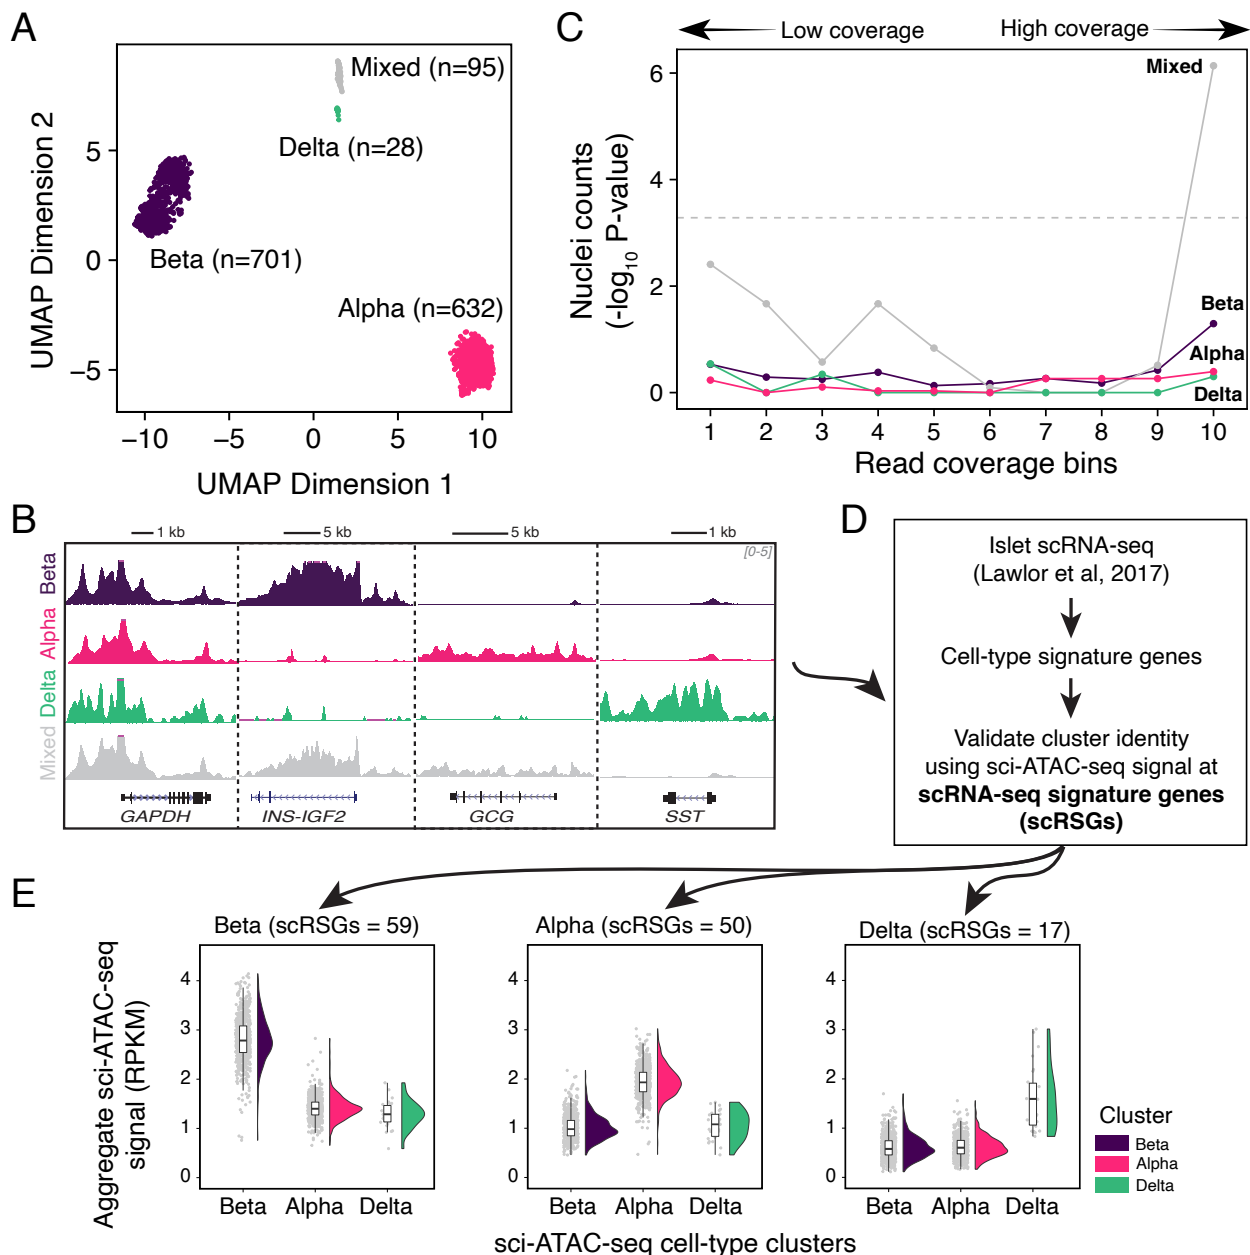 A
Mixed (n=95)
Delta (n=28)
Beta (n=701)
Alpha (n=632)
5
0
−5
−10
−5
0
5
10
UMAP Dimension 2
UMAP Dimension 1
C
Low coverage
High coverage
Mixed
Beta
Alpha
Delta
6
4
2
0
1
2
3
4
5
6
7
8
9
10
Nuclei counts
(-log10 P-value)
Read coverage bins
B
1 kb
5 kb
5 kb
1 kb
[0-5]
Beta
Alpha
Delta
Mixed
GAPDH
INS-IGF2
GCG
SST
D
Islet scRNA-seq
(Lawlor et al, 2017)
Cell-type signature genes
Validate cluster identity
using sci-ATAC-seq signal at
scRNA-seq signature genes
(scRSGs)
E
Beta (scRSGs = 59)
Alpha (scRSGs = 50)
Delta (scRSGs = 17)
Aggregate sci-ATAC-seq
signal (RPKM)
4
3
2
1
0
Beta
Alpha
Delta
4
3
2
1
0
Beta
Alpha
Delta
4
3
2
1
0
Beta
Alpha
Delta
sci-ATAC-seq cell-type clusters
Cluster
Beta
Alpha
Delta